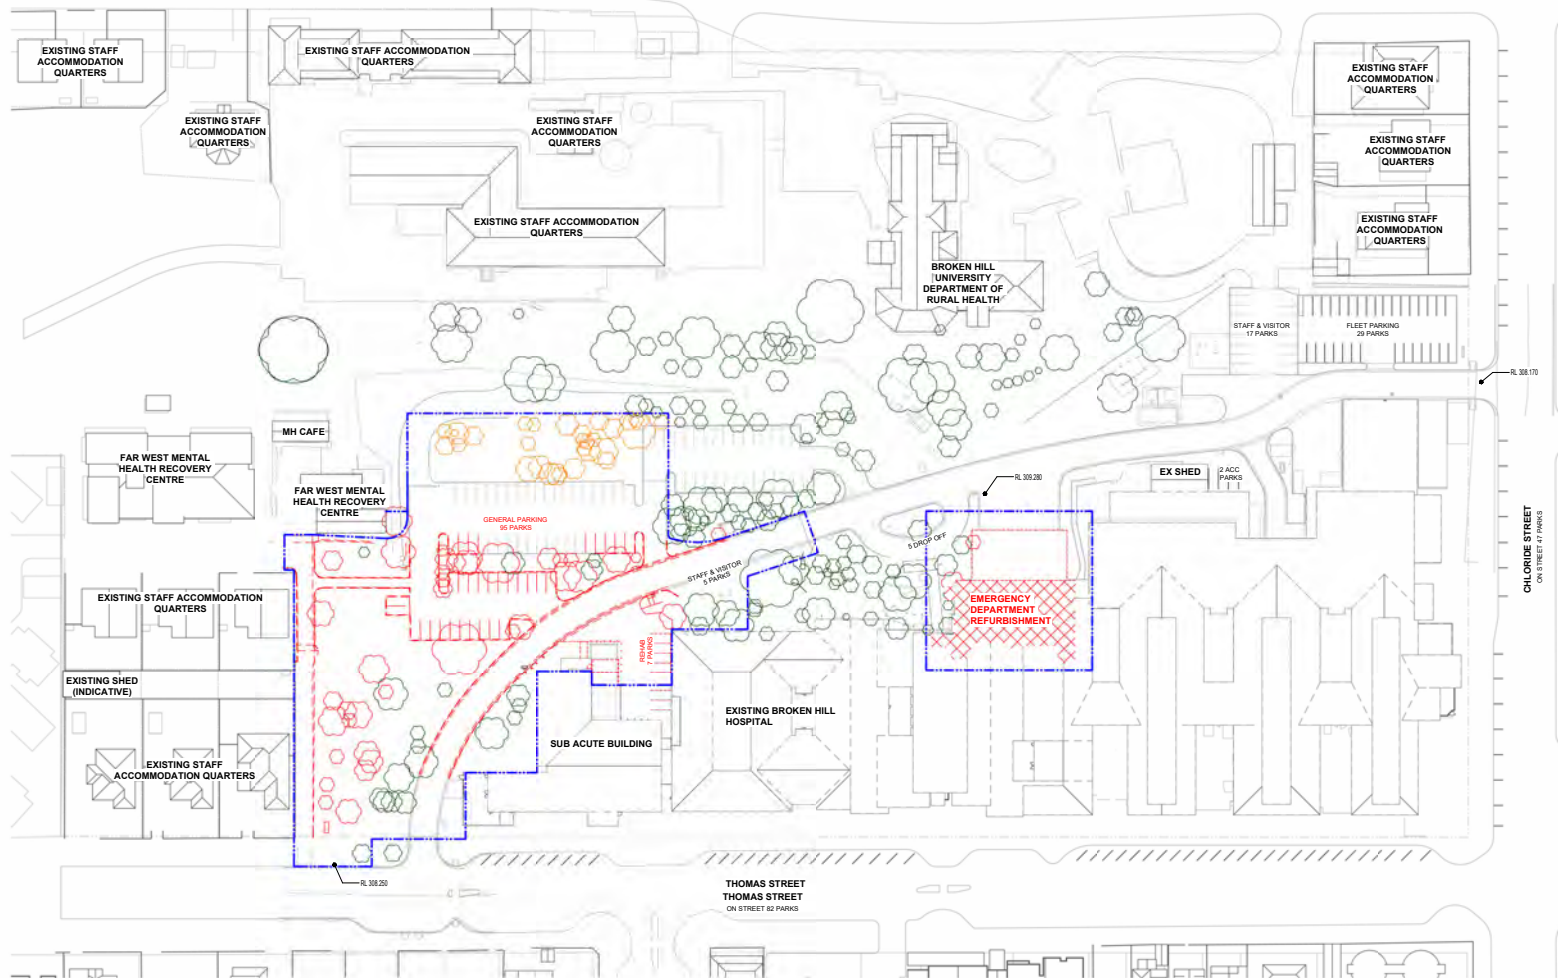 EXISTING STAFF
ACCOMMODATION
QUARTERS
EXISTING STAFF ACCOMMODATION
QUARTERS
EXISTING STAFF
ACCOMMODATION
QUARTERS
EXISTING STAFF
ACCOMMODATION
QUARTERS
EXISTING STAFF
ACCOMMODATION
QUARTERS
EXISTING STAFF
ACCOMMODATION
QUARTERS
EXISTING STAFF ACCOMMODATION
QUARTERS
EXISTING STAFF
ACCOMMODATION
QUARTERS
BROKEN HILL
UNIVERSITY
DEPARTMENT OF
RURAL HEALTH
STAFF & VISITOR
17 PARKS
FLEET PARKING
29 PARKS
RL 308.170
MH CAFE
FAR WEST MENTAL
HEALTH RECOVERY
CENTRE
FAR WEST MENTAL
HEALTH RECOVERY
CENTRE
RL 309.280
EX SHED
2 ACC
PARKS
GENERAL PARKING
95 PARKS
5 DROP OFF
CHLORIDE STREET
ON STREET 47 PARKS
STAFF & VISITOR
5 PARKS
EXISTING STAFF ACCOMMODATION
QUARTERS
EMERGENCY
DEPARTMENT
REFURBISHMENT
REHAB
7 PARKS
EXISTING SHED
(INDICATIVE)
EXISTING BROKEN HILL
HOSPITAL
SUB ACUTE BUILDING
EXISTING STAFF
ACCOMMODATION QUARTERS
RL 308.250
THOMAS STREET
THOMAS STREET
ON STREET 82 PARKS